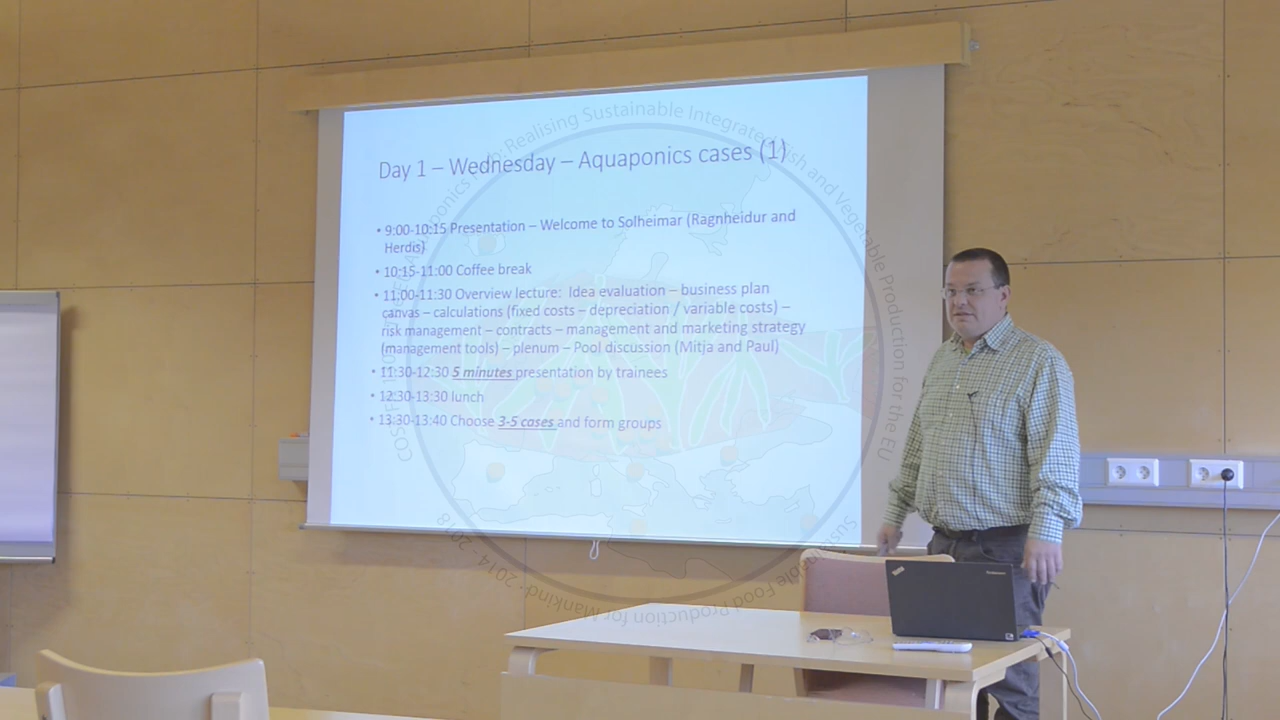 Day 1 – Wednesday – Aquaponics cases (1)
• 9:00-10:15 Presentation – Welcome to Solheimar (Ragnheidur and
Herdis)
• 10:15-11:00 Coffee break
• 11:00-11:30 Overview lecture: Idea evaluation – business plan
canvas – calculations (fixed costs – depreciation / variable costs) –
risk management – contracts – management and marketing strategy
(management tools) – plenum – Pool discussion (Mitja and Paul)
• 11:30-12:30 5 minutes presentation by trainees
• 12:30-13:30 lunch
• 13:30-13:40 Choose 3-5 cases and form groups
Realising Sustainable Integrated Fish and Vegetable Production for the EU
Food Production for Mankind
2014 - 2018
COST